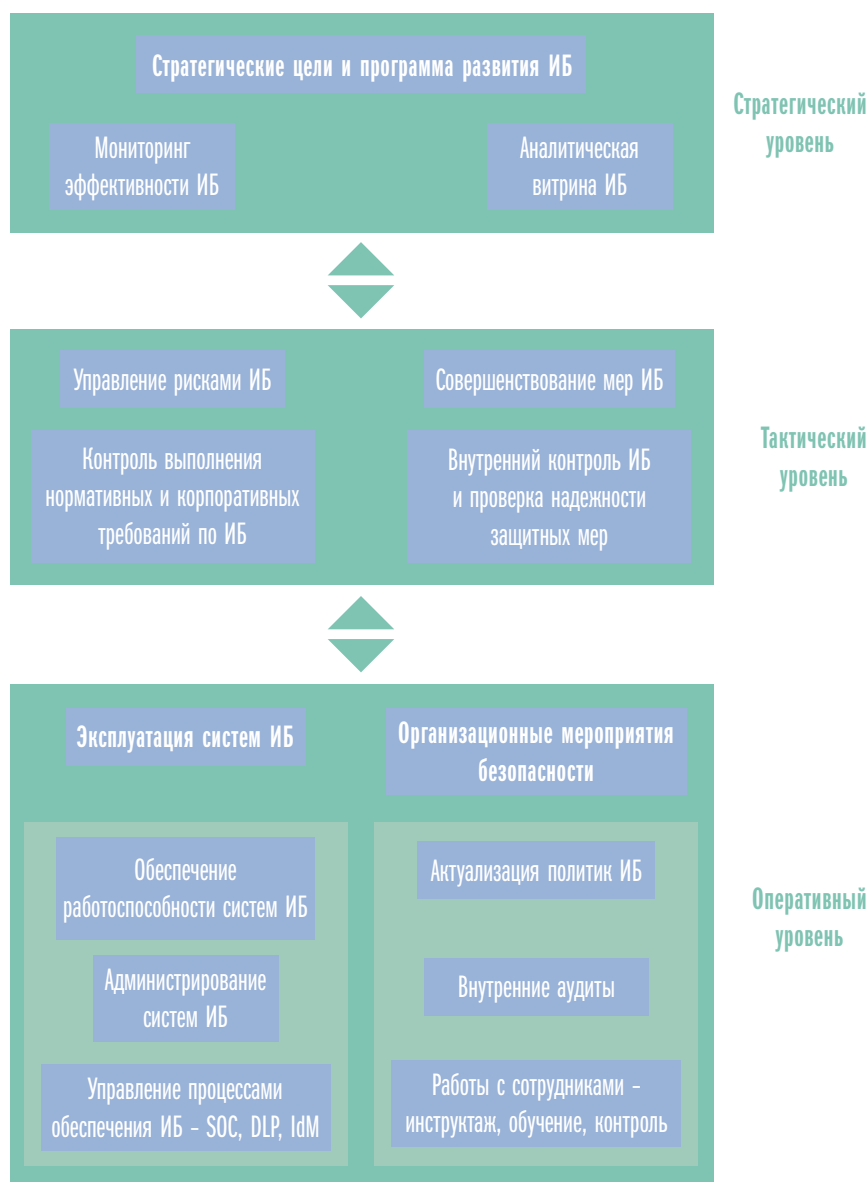 Стратегические цели и программа развития ИБ
Мониторинг
эффективности ИБ
Аналитическая
витрина ИБ
Стратегический
уровень
Управление рисками ИБ
Совершенствование мер ИБ
Контроль выполнения
нормативных и корпоративных
требований по ИБ
Внутренний контроль ИБ
и проверка надежности
защитных мер
Тактический
уровень
Эксплуатация систем ИБ
Организационные мероприятия
безопасности
Обеспечение
работоспособности систем ИБ
Администрирование
систем ИБ
Управление процессами
обеспечения ИБ – SOC, DLP, IdM
Актуализация политик ИБ
Внутренние аудиты
Работы с сотрудниками –
инструктаж, обучение, контроль
Оперативный
уровень